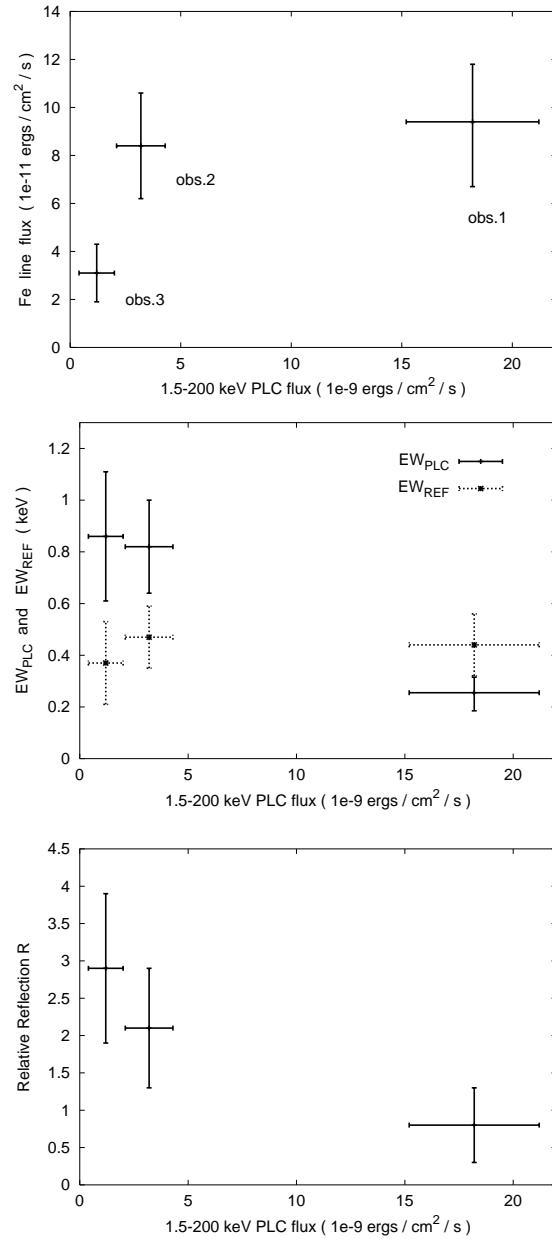 14
12
10
8
6
4
2
0
Fe line flux ( 1e-11 ergs / cm2 / s )
obs.2
obs.1
obs.3
0 5 10 15 20
1.5-200 keV PLC flux ( 1e-9 ergs / cm2 / s )
1.2
1
0.8
0.6
0.4
0.2
0
EWPLC and EWREF ( keV )
EWPLC
EWREF
0 5 10 15 20
1.5-200 keV PLC flux ( 1e-9 ergs / cm2 / s )
4.5
4
3.5
3
2.5
2
1.5
1
0.5
0
Relative Reflection R
0 5 10 15 20
1.5-200 keV PLC flux ( 1e-9 ergs / cm2 / s )